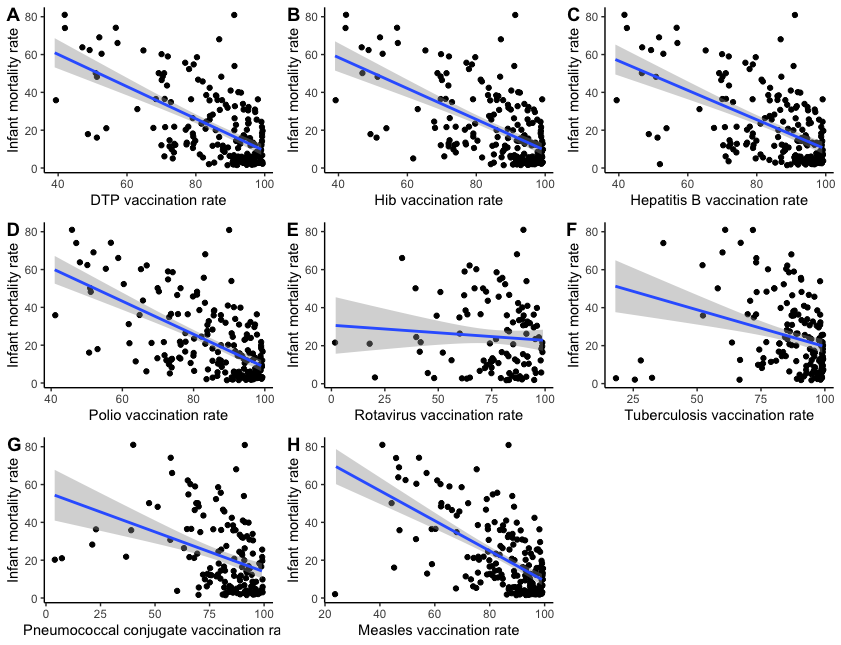 A
Infant mortality rate
80
60
40
20
0
40 60 80 100
DTP vaccination rate
B
Infant mortality rate
80
60
40
20
0
40 60 80 100
Hib vaccination rate
C
Infant mortality rate
80
60
40
20
0
40 60 80 100
Hepatitis B vaccination rate
D
Infant mortality rate
80
60
40
20
0
40 60 80 100
Polio vaccination rate
E
Infant mortality rate
80
60
40
20
0
0 25 50 75 100
Rotavirus vaccination rate
F
Infant mortality rate
80
60
40
20
0
25 50 75 100
Tuberculosis vaccination rate
G
Infant mortality rate
80
60
40
20
0
0 25 50 75 100
Pneumococcal conjugate vaccination ra
H
Infant mortality rate
80
60
40
20
0
20 40 60 80 100
Measles vaccination rate